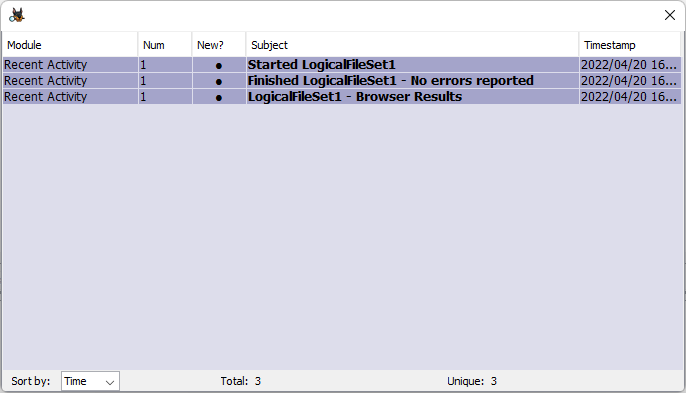 Module Num New? Subject Timestamp
Recent Activity 1 ● Started LogicalFileSet1 2022/04/20 16...
Recent Activity 1 ● Finished LogicalFileSet1 - No errors reported 2022/04/20 16...
Recent Activity 1 ● LogicalFileSet1 - Browser Results 2022/04/20 16...
Sort by: Time Total: 3 Unique: 3